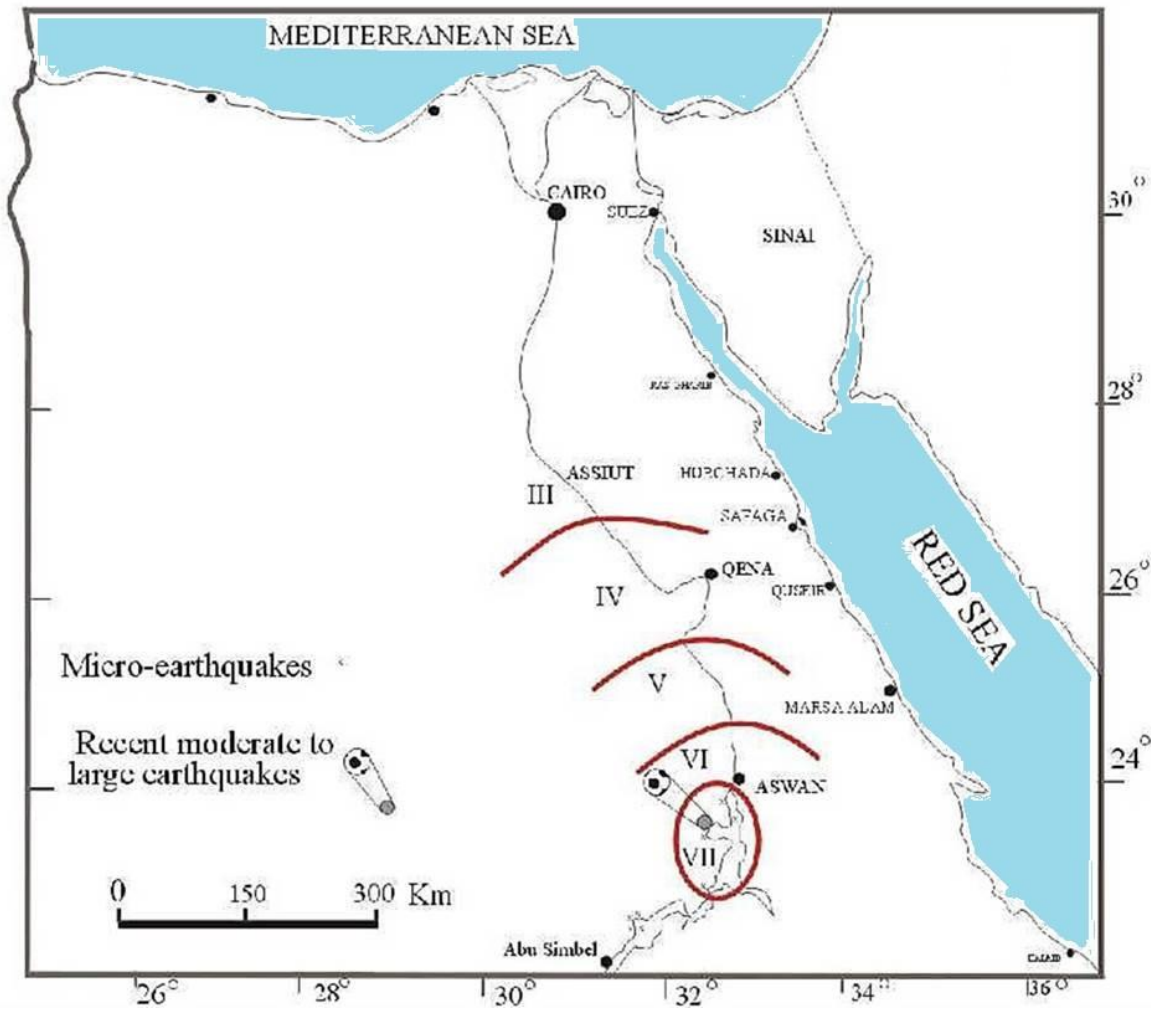 MEDITERRANEAN SEA
CAIRO
SUEZ
SINAI
30°
RAS GHARIB
28°
ASSIUT
HURGHADA
III
SAFAGA
RED SEA
QENA
26°
IV
QUSEIR
Micro-earthquakes
V
MARSA ALAM
Recent moderate to
large earthquakes
VI
24°
ASWAN
VII
0 150 300 Km
Abu Simbel
26° 28° 30° 32° 34° 36°